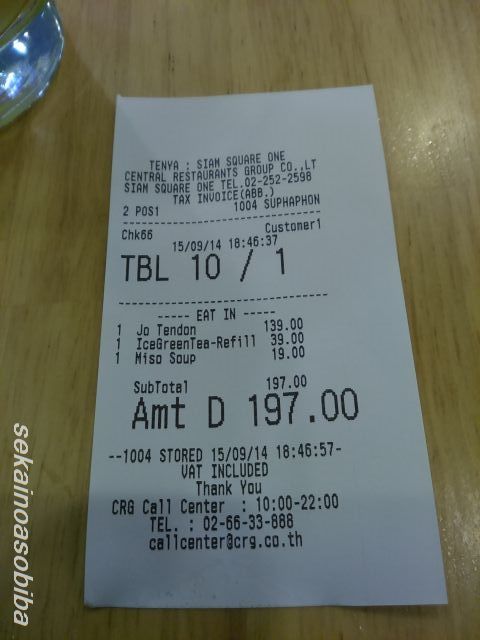 TENYA : SIAM SQUARE ONE
CENTRAL RESTAURANTS GROUP CO.,LT
SIAM SQUARE ONE TEL.02-252-2598
TAX INVOICE(ABB.)
2 POS1 1004 SUPHAPHON
Chk66 Customer1
15/09/14 18:46:37
TBL 10 / 1
----- EAT IN -----
1 Jo Tendon 139.00
1 IceGreenTea-Refill 39.00
1 Miso Soup 19.00
SubTotal 197.00
Amt D 197.00
--1004 STORED 15/09/14 18:46:57-
VAT INCLUDED
Thank You
CRG Call Center : 10:00-22:00
TEL. : 02-66-33-888
callcenter@crg.co.th
sekainoasobiba